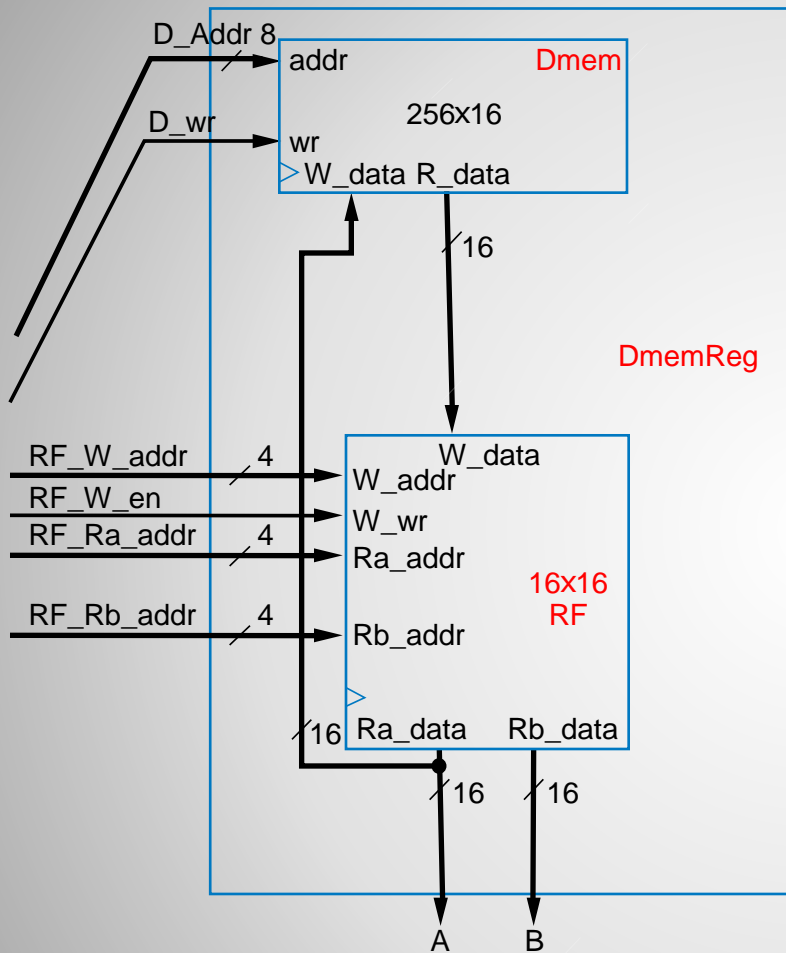 D_Addr 8
addr
Dmem
256x16
D_wr
wr
W_data R_data
16
DmemReg
RF_W_addr
4
W_data
W_addr
RF_W_en
W_wr
RF_Ra_addr
4
Ra_addr
16x16
RF
RF_Rb_addr
4
Rb_addr
16
Ra_data
Rb_data
16
16
A
B